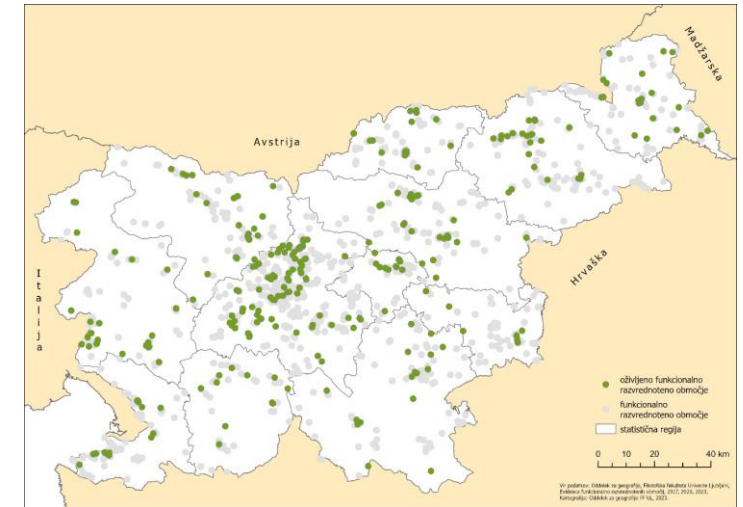 Madžarska
Avstrija
Hrvaška
Italija
oživljeno funkcionalno
razvrednoteno območje
funkcionalno
razvrednoteno območje
statistična regija
0 10 20 40 km
Vir podatkov: Oddelek za geografijo, Filozofska fakulteta Univerze v Ljubljani,
Evidenca funkcionalno razvrednotenih območij, 2017, 2020, 2023.
Kartografija: Oddelek za geografijo FF UL, 2023.